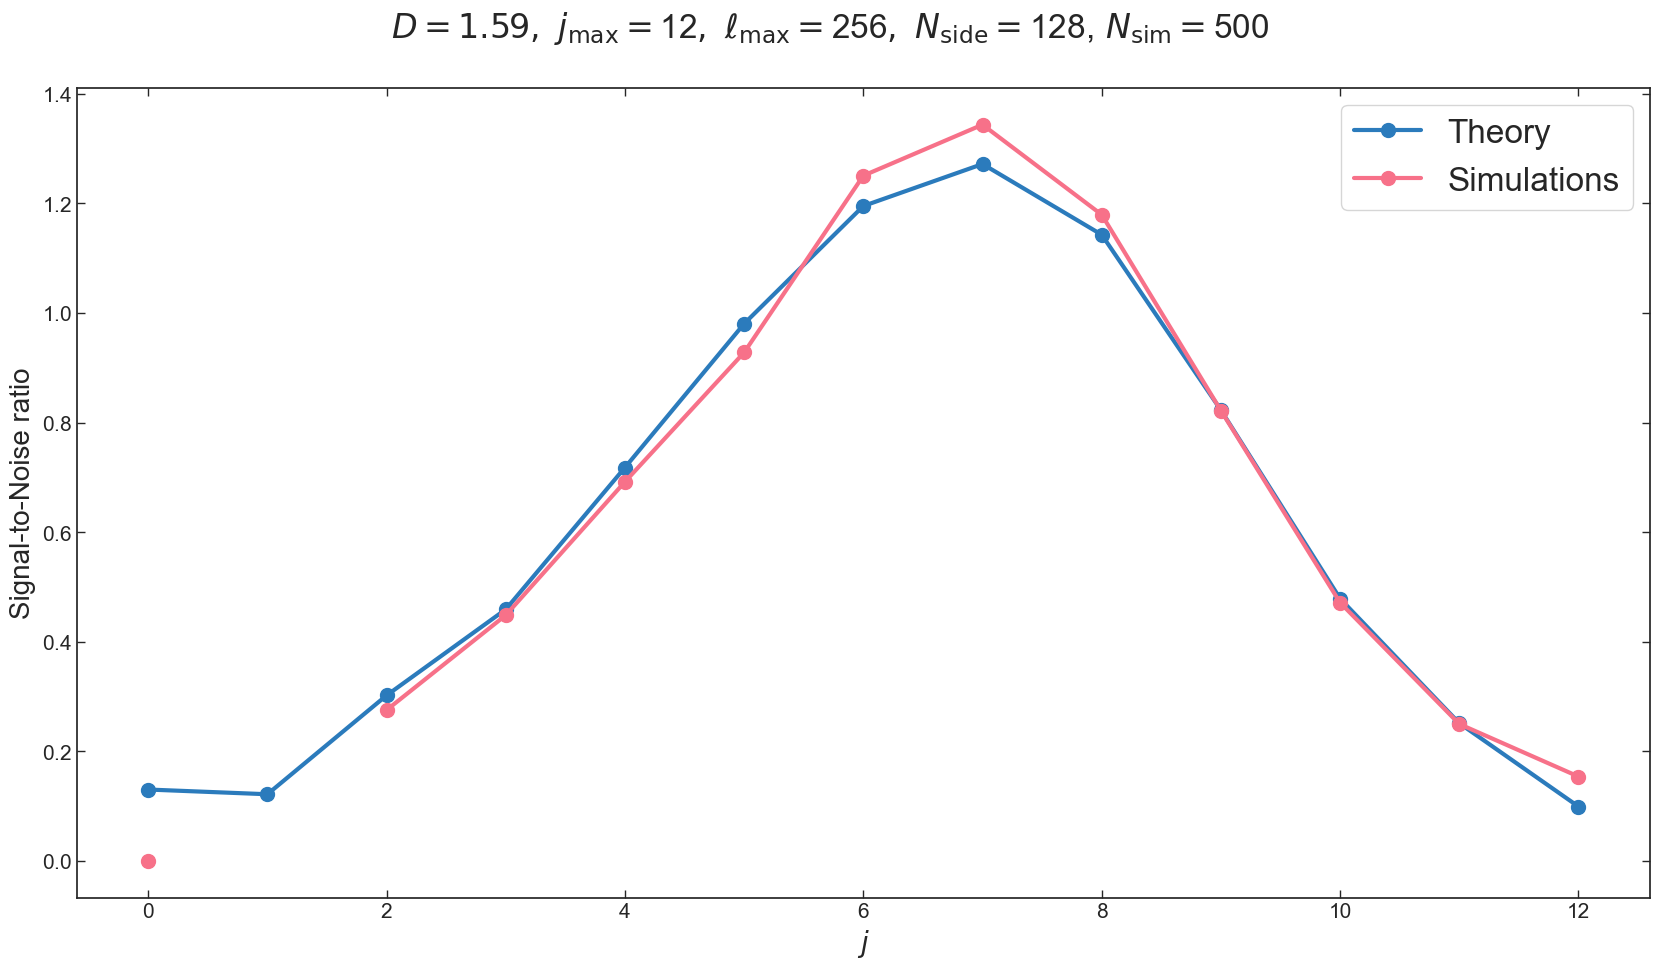 D = 1.59, j_max = 12, ℓ_max = 256, N_side = 128, N_sim = 500
1.4
1.2
1.0
0.8
0.6
0.4
0.2
0.0
Signal-to-Noise ratio
Theory
Simulations
0 2 4 6 8 10 12
j